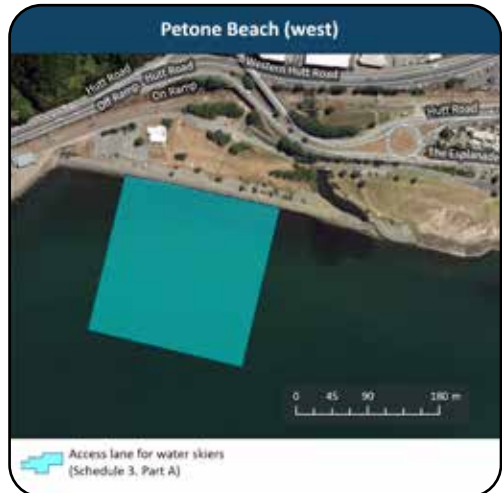 Petone Beach (west)
Hutt Road
Off Ramp
Hutt Road
On Ramp
Western Hutt Road
Hutt Road
The Esplanad
0 45 90 180 m
Access lane for water skiers
(Schedule 3. Part A)